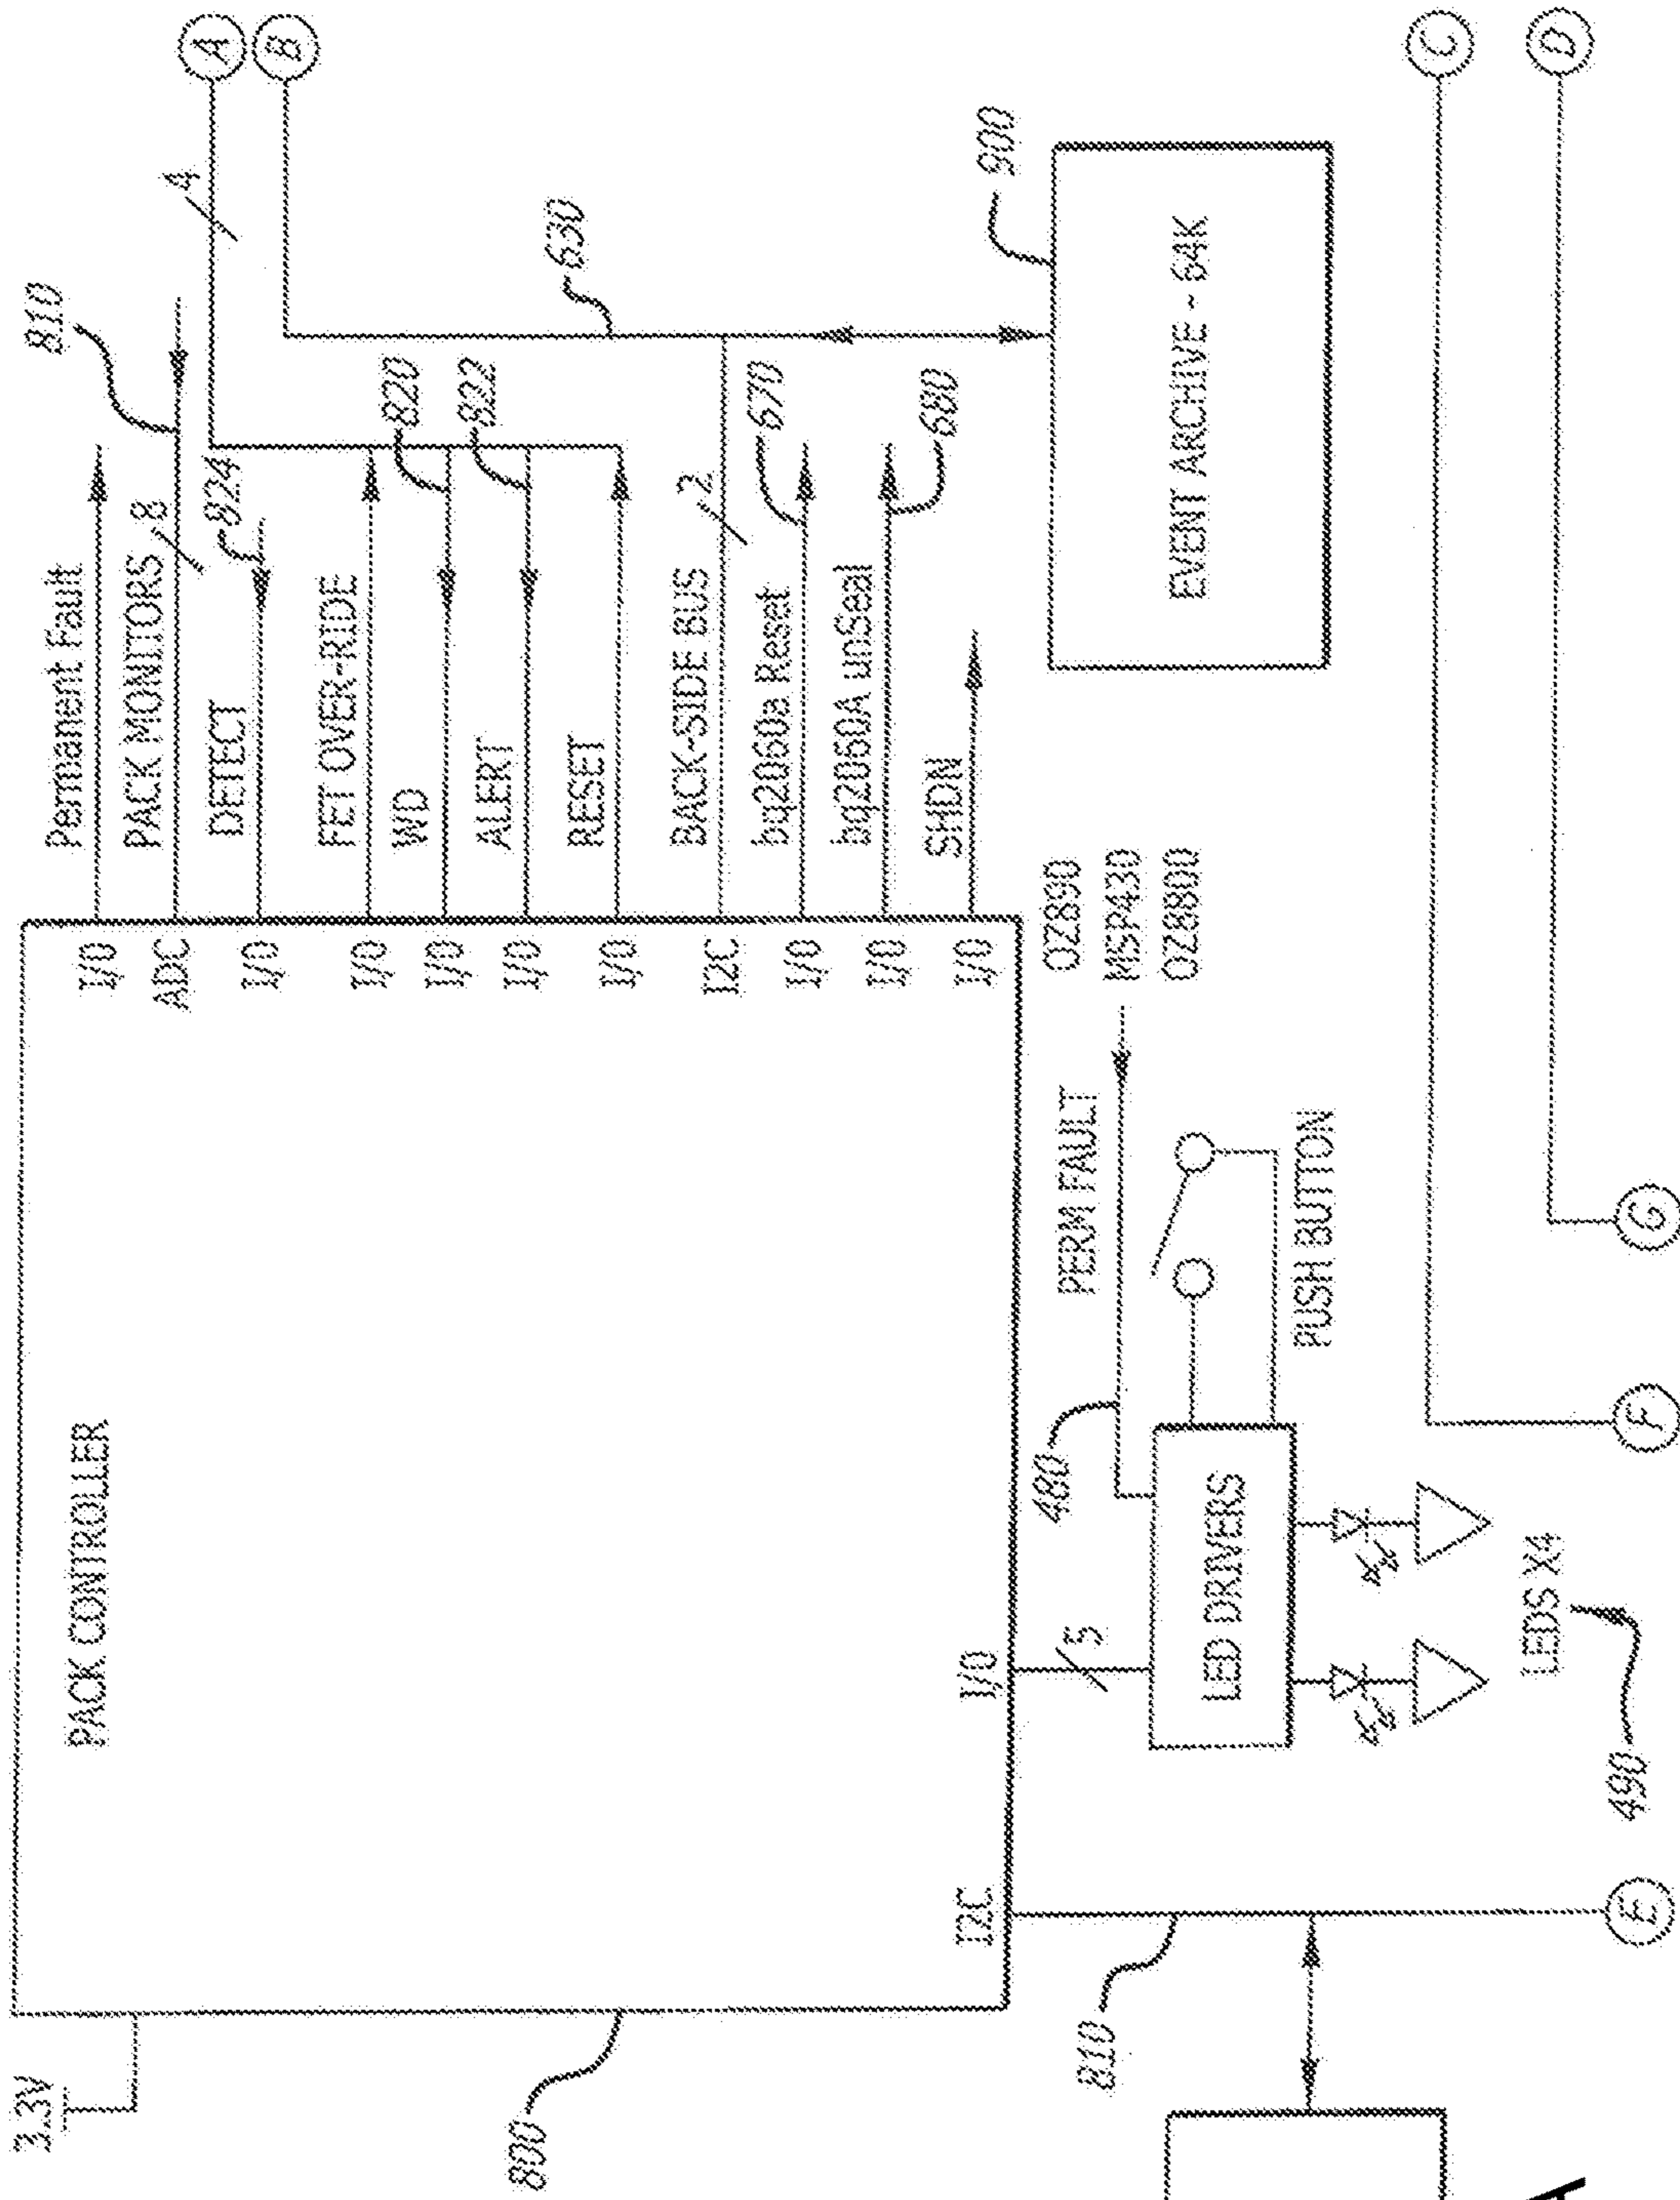 3.3V
800
PACK CONTROLLER
I/O
ADC
I/O
I/O
I/O
I/O
I/O
I2C
I/O
I/O
I/O
Permanent Fault
PACK MONITORS
8
810
DETECT
824
FET OVER-RIDE
WD
820
ALERT
822
RESET
BACK-SIDE BUS
2
bq2060a Reset
670
bq2060A unSeal
680
SHDN
A
4
B
630
900
EVENT ARCHIVE ~ 64K
OZ890
MSP430
OZ8800
I2C
I/O
5
810
480
PERM FAULT
LED DRIVERS
PUSH BUTTON
LEDS X4
490
C
D
E
F
G